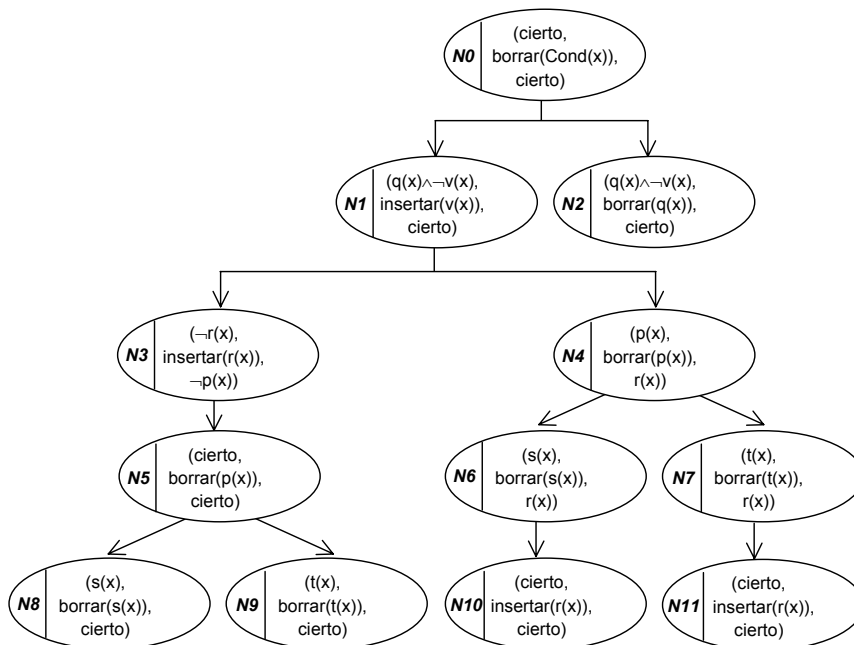 N0
(cierto,
borrar(Cond(x)),
cierto)
N1
(q(x)∧¬v(x),
insertar(v(x)),
cierto)
N2
(q(x)∧¬v(x),
borrar(q(x)),
cierto)
N3
(¬r(x),
insertar(r(x)),
¬p(x))
N4
(p(x),
borrar(p(x)),
r(x))
N5
(cierto,
borrar(p(x)),
cierto)
N6
(s(x),
borrar(s(x)),
r(x))
N7
(t(x),
borrar(t(x)),
r(x))
N8
(s(x),
borrar(s(x)),
cierto)
N9
(t(x),
borrar(t(x)),
cierto)
N10
(cierto,
insertar(r(x)),
cierto)
N11
(cierto,
insertar(r(x)),
cierto)